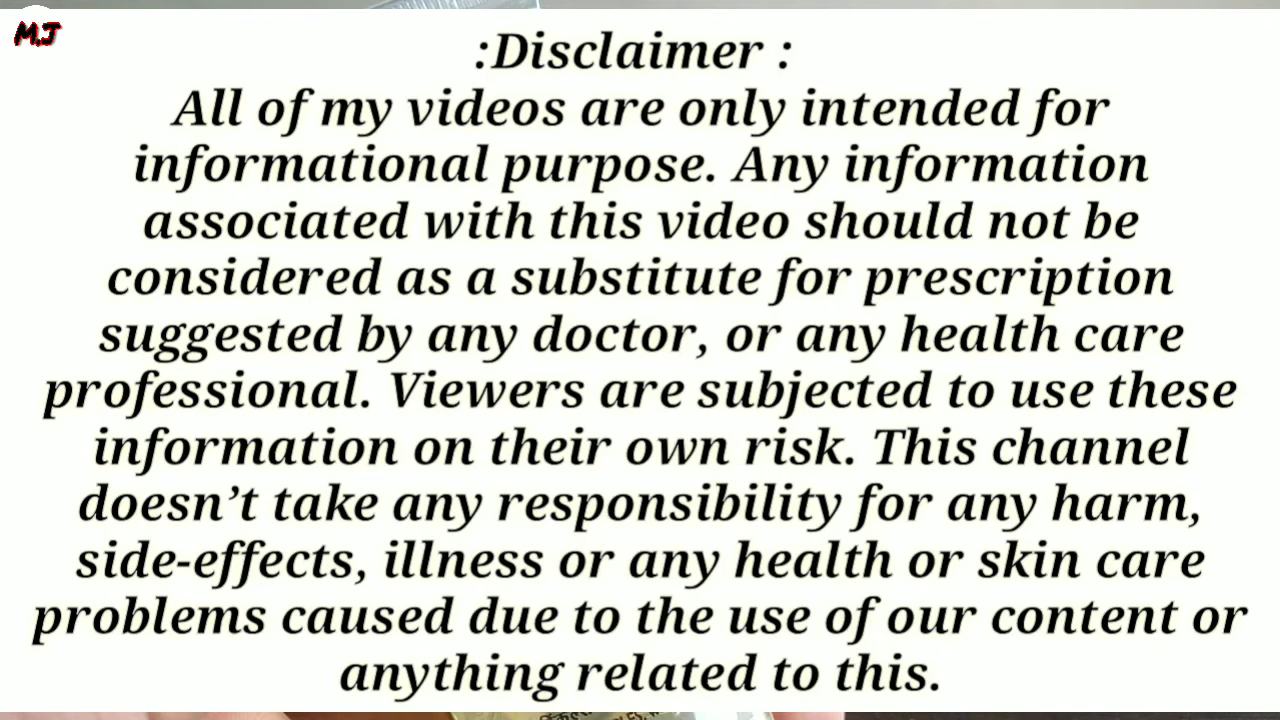 M.J
:Disclaimer :
All of my videos are only intended for
informational purpose. Any information
associated with this video should not be
considered as a substitute for prescription
suggested by any doctor, or any health care
professional. Viewers are subjected to use these
information on their own risk. This channel
doesn’t take any responsibility for any harm,
side-effects, illness or any health or skin care
problems caused due to the use of our content or
anything related to this.